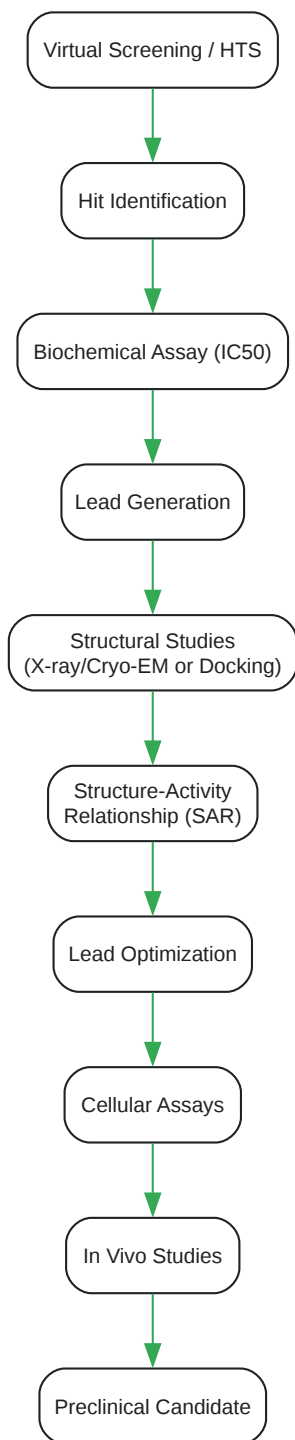 Virtual Screening / HTS
Hit Identification
Biochemical Assay (IC50)
Lead Generation
Structural Studies
(X-ray/Cryo-EM or Docking)
Structure-Activity
Relationship (SAR)
Lead Optimization
Cellular Assays
In Vivo Studies
Preclinical Candidate